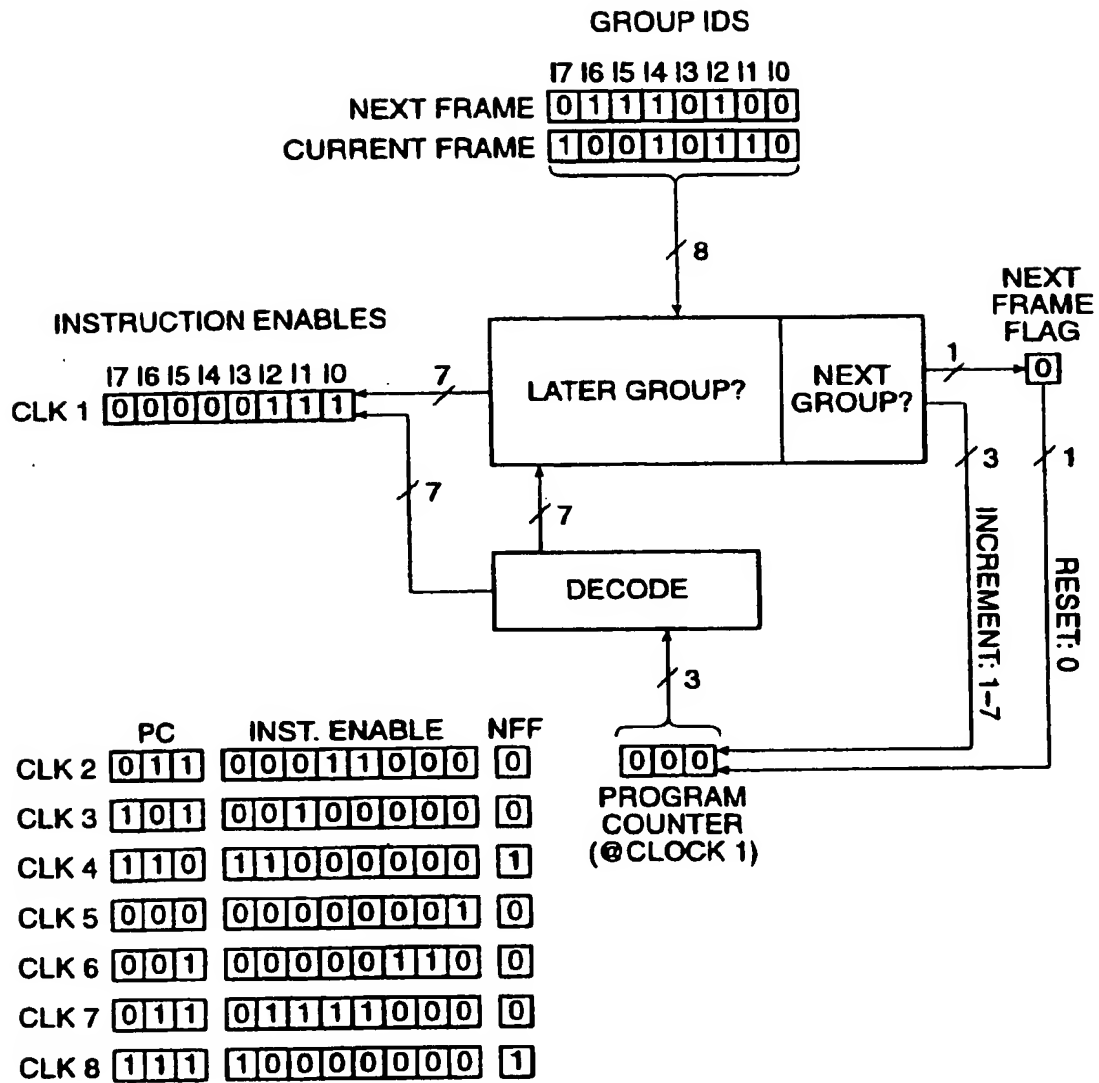 GROUP IDS
I7 I6 I5 I4 I3 I2 I1 I0
NEXT FRAME 0 1 1 1 0 1 0 0
CURRENT FRAME 1 0 0 1 0 1 1 0
8
NEXT
FRAME
FLAG
0
INSTRUCTION ENABLES
I7 I6 I5 I4 I3 I2 I1 I0
CLK 1 0 0 0 0 0 1 1 1
7
LATER GROUP?
NEXT
GROUP?
1
3
1
7
7
INCREMENT: 1-7
RESET: 0
DECODE
3
0 0 0
PROGRAM
COUNTER
(@CLOCK 1)
PC INST. ENABLE NFF
CLK 2 0 1 1 0 0 0 1 1 0 0 0 0
CLK 3 1 0 1 0 0 1 0 0 0 0 0 0
CLK 4 1 1 0 1 1 0 0 0 0 0 0 1
CLK 5 0 0 0 0 0 0 0 0 0 0 1 0
CLK 6 0 0 1 0 0 0 0 0 1 1 0 0
CLK 7 0 1 1 0 1 1 1 1 0 0 0 0
CLK 8 1 1 1 1 0 0 0 0 0 0 0 1